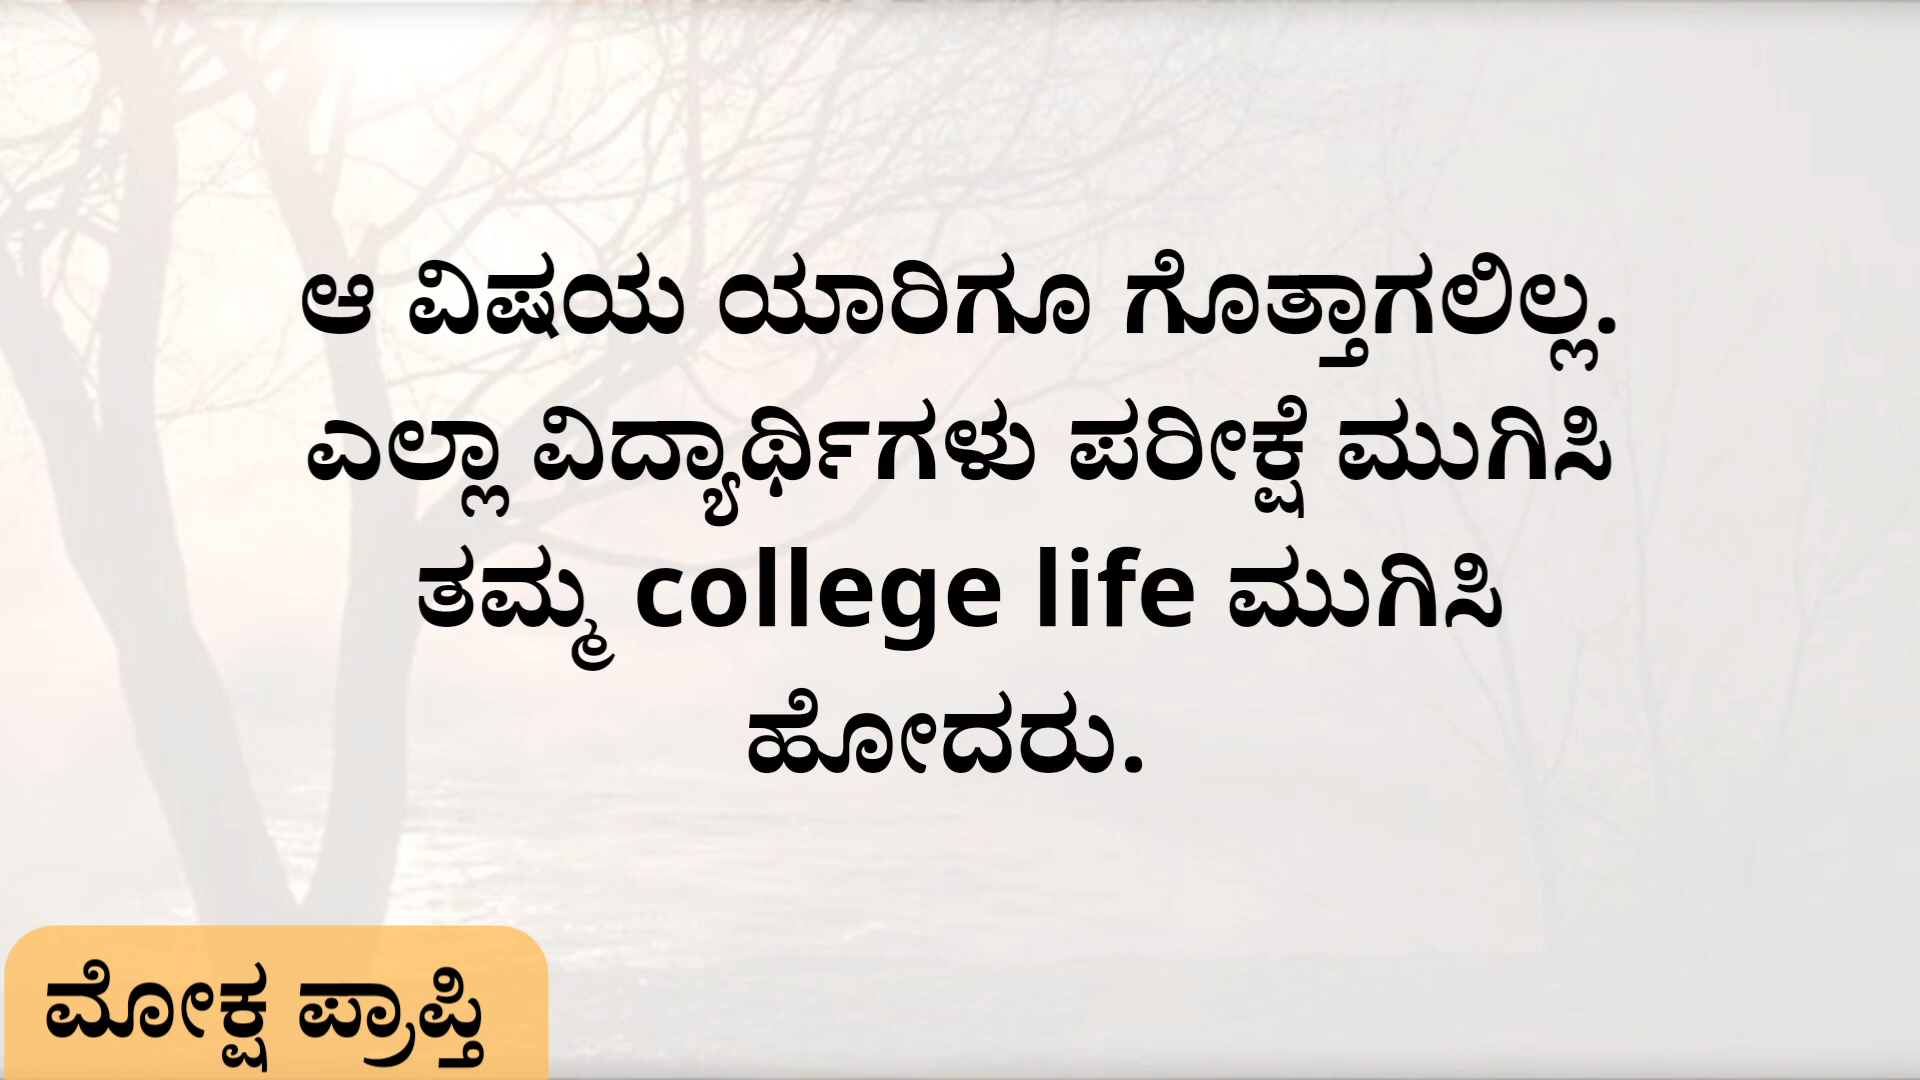 ಆ ವಿಷಯ ಯಾರಿಗೂ ಗೊತ್ತಾಗಲಿಲ್ಲ.
ಎಲ್ಲಾ ವಿದ್ಯಾರ್ಥಿಗಳು ಪರೀಕ್ಷೆ ಮುಗಿಸಿ
ತಮ್ಮ college life ಮುಗಿಸಿ
ಹೋದರು.
ಮೋಕ್ಷ ಪ್ರಾಪ್ತಿ